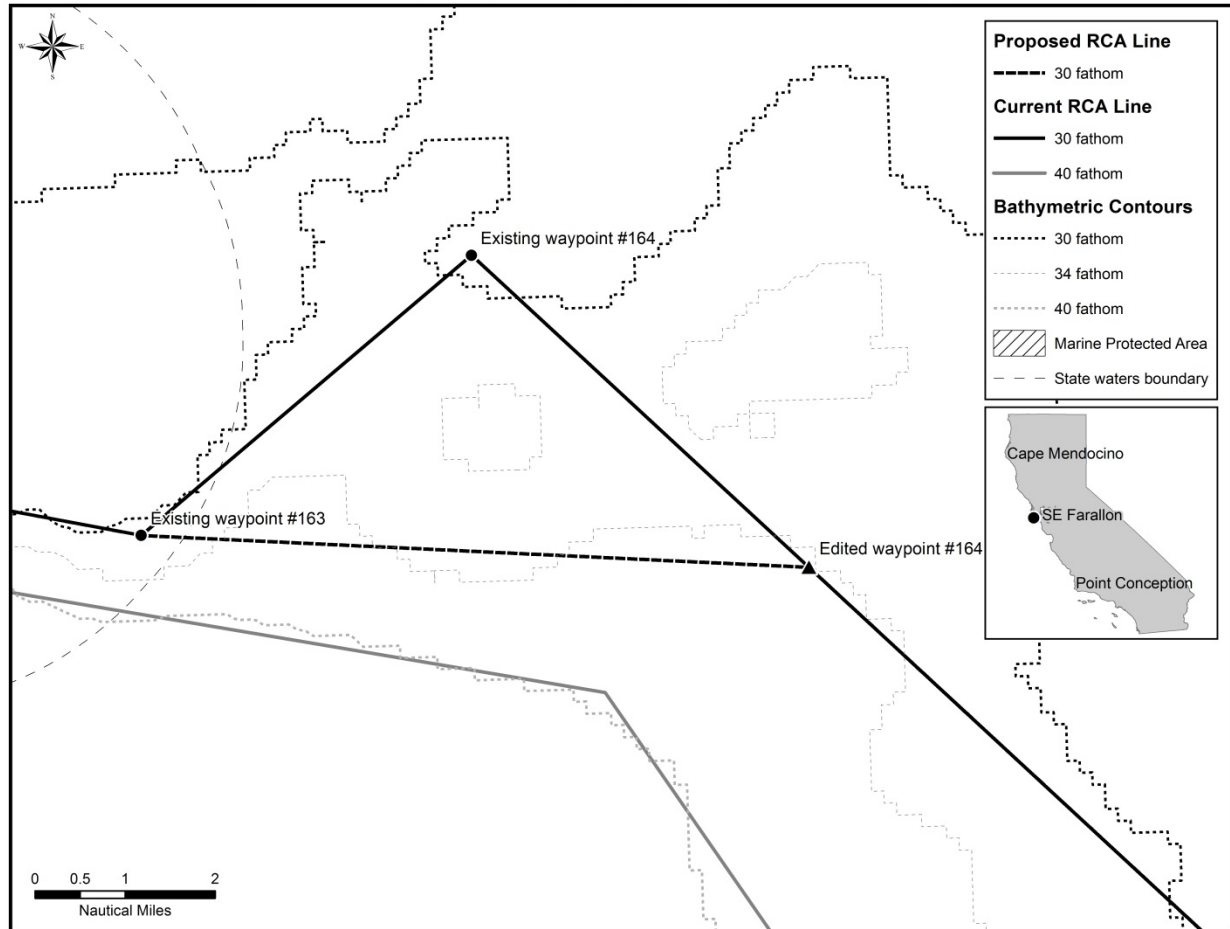 N
W E
S
Proposed RCA Line
30 fathom
Current RCA Line
30 fathom
40 fathom
Bathymetric Contours
30 fathom
34 fathom
40 fathom
Marine Protected Area
State waters boundary
Existing waypoint #164
Existing waypoint #163
Edited waypoint #164
Cape Mendocino
SE Farallon
Point Conception
0 0.5 1 2
Nautical Miles